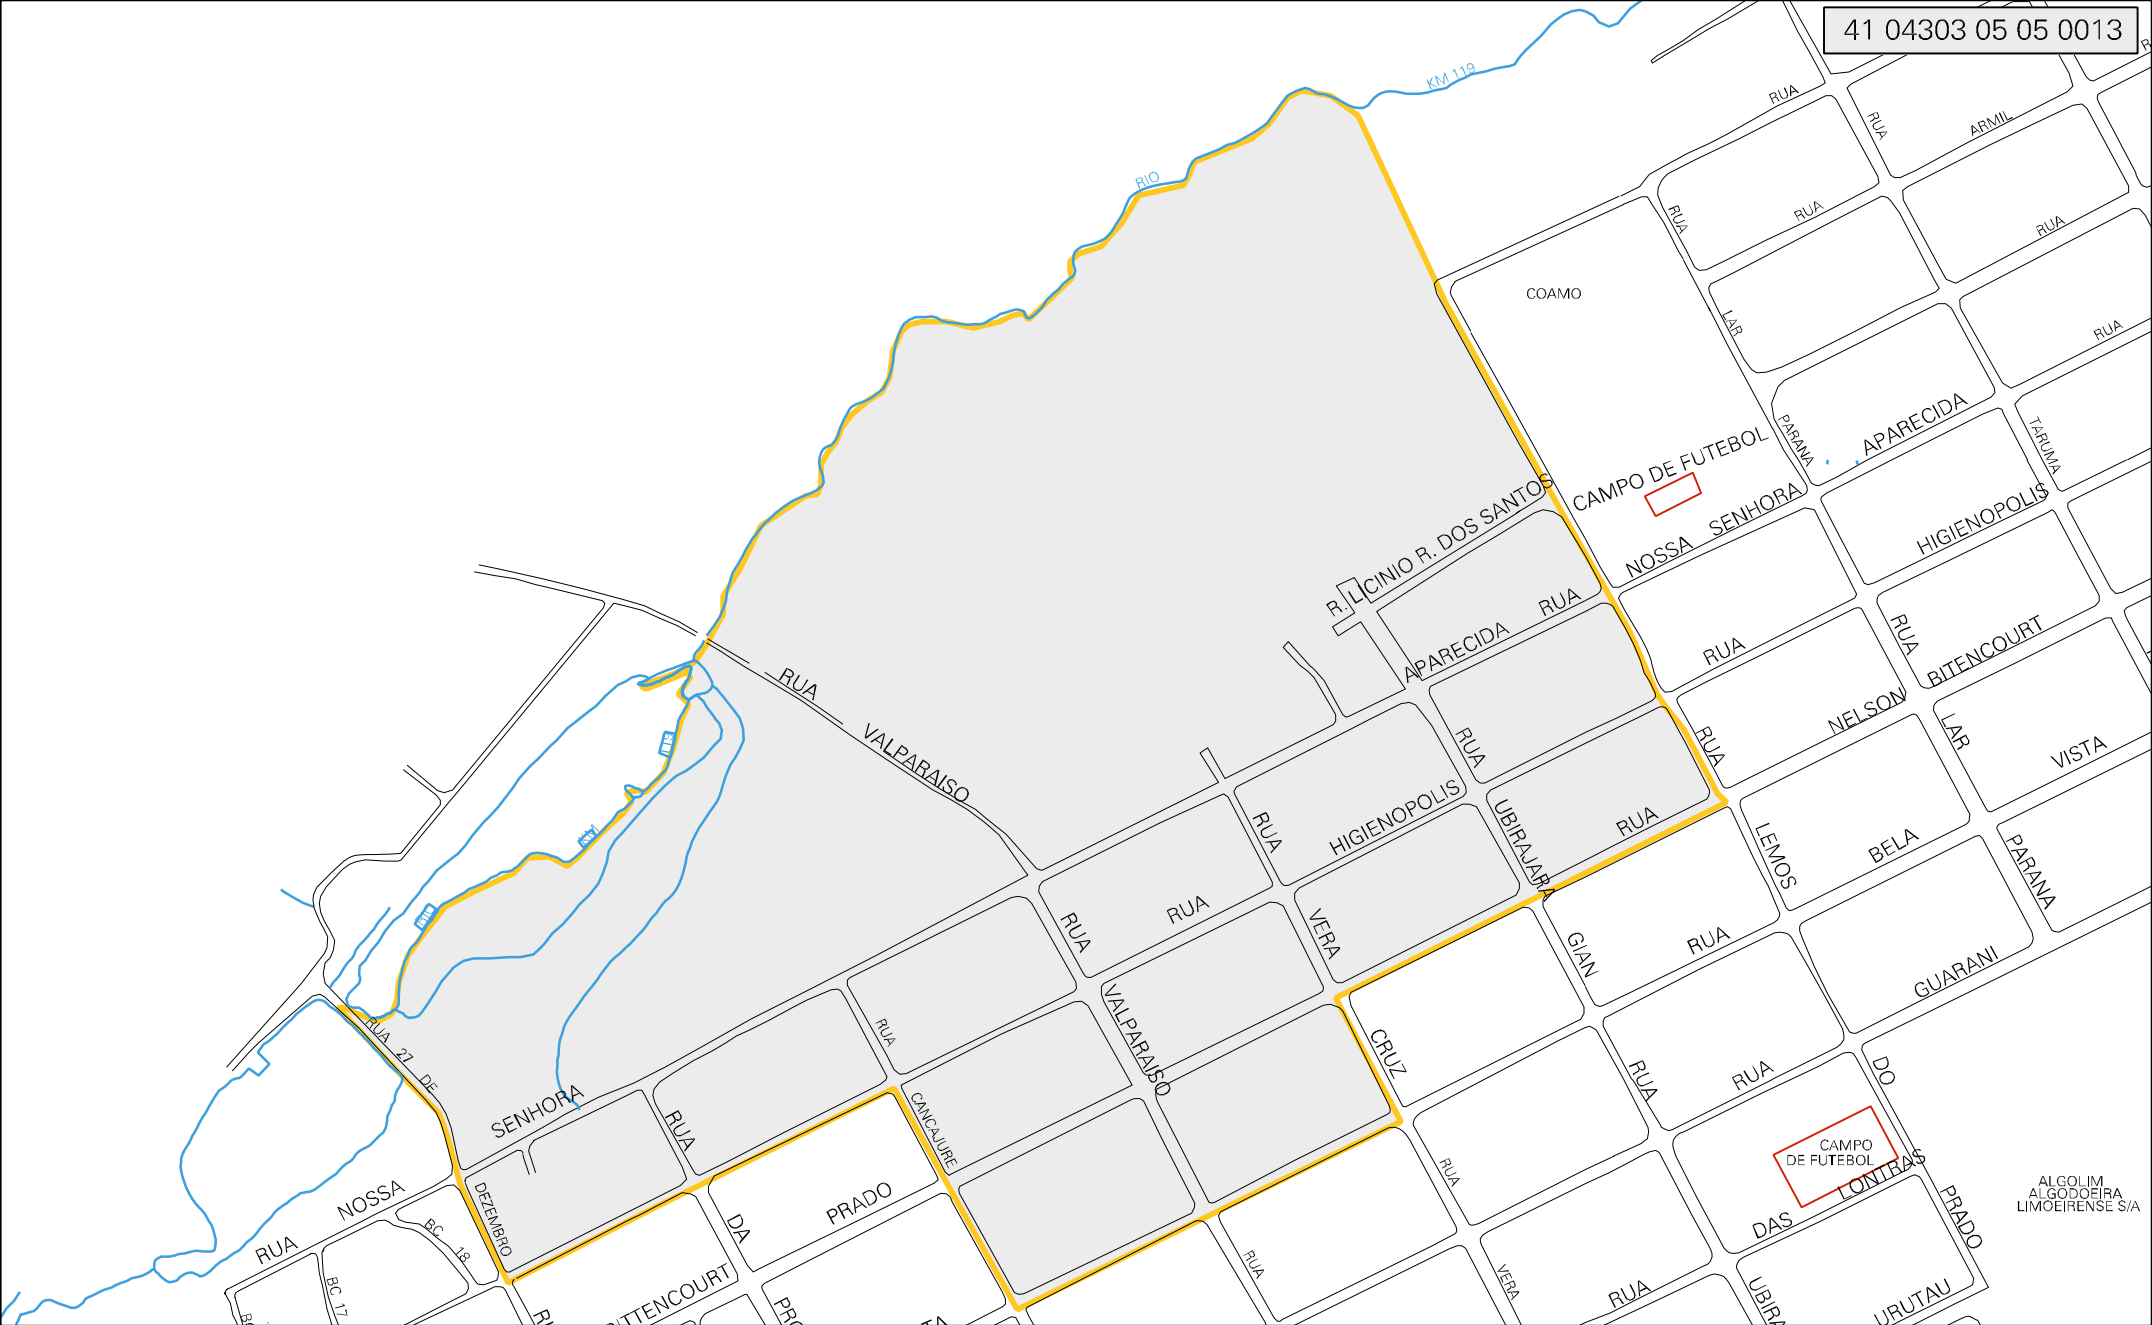 41 04303 05 05 0013
KM 119
RIO
RUA
RUA
ARMIL
RUA
RUA
RUA
RUA
LAR
COAMO
PARANA
APARECIDA
TARUMA
CAMPO DE FUTEBOL
NOSSA SENHORA
HIGIENOPOLIS
R. LICINIO R. DOS SANTOS
RUA
APARECIDA
RUA
RUA
BITENCOURT
NELSON
LAR
VISTA
RUA
VALPARAISO
RUA
RUA
HIGIENOPOLIS
UBIRAJARA
RUA
RUA
LEMOS
BELA
PARANA
119
KM
RIO
RUA
RUA
VERA
GIAN
RUA
GUARANI
RUA 27 DE
DEZEMBRO
SENHORA
RUA
RUA
CANCAJURE
VALPARAISO
CRUZ
RUA
RUA
DO
PRADO
CAMPO
DE FUTEBOL
DAS LONTRAS
ALGOLIM
ALGODOEIRA
LIMOEIRENSE S/A
RUA NOSSA
BC 18
BC 17
DA
PRADO
RUA
RUA
VERA
RUA
URUTAU